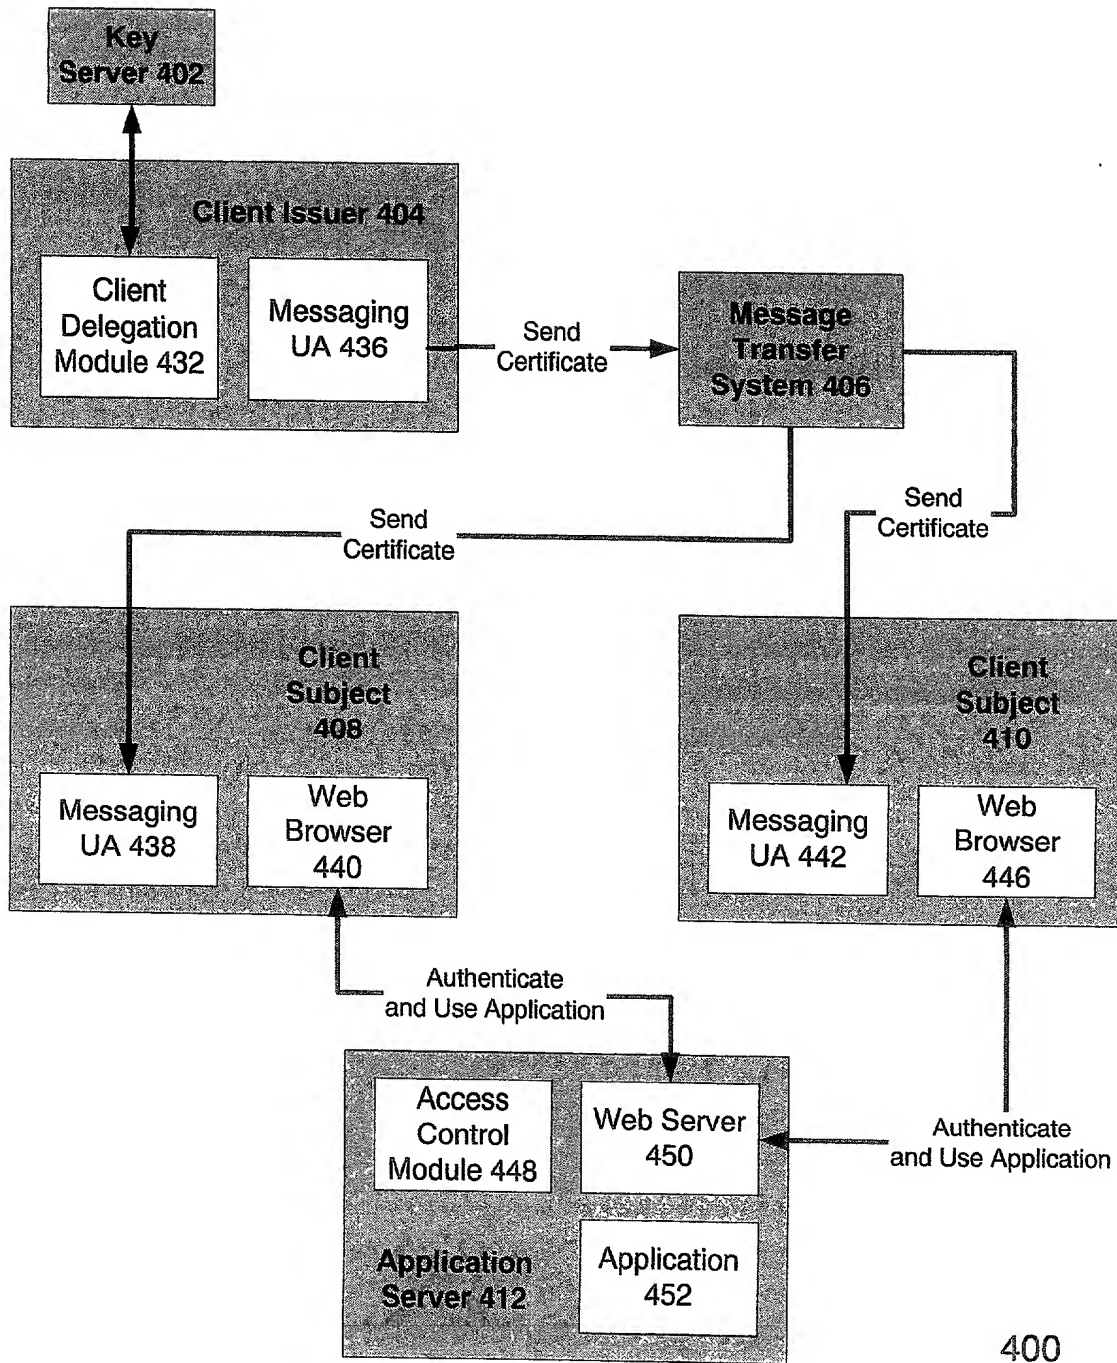 Key
Server 402
Client Issuer 404
Client
Delegation
Module 432
Messaging
UA 436
Send
Certificate
Message
Transfer
System 406
Send
Certificate
Send
Certificate
Client
Subject
408
Messaging
UA 438
Web
Browser
440
Client
Subject
410
Messaging
UA 442
Web
Browser
446
Authenticate
and Use Application
Access
Control
Module 448
Web Server
450
Authenticate
and Use Application
Application
Server 412
Application
452
400